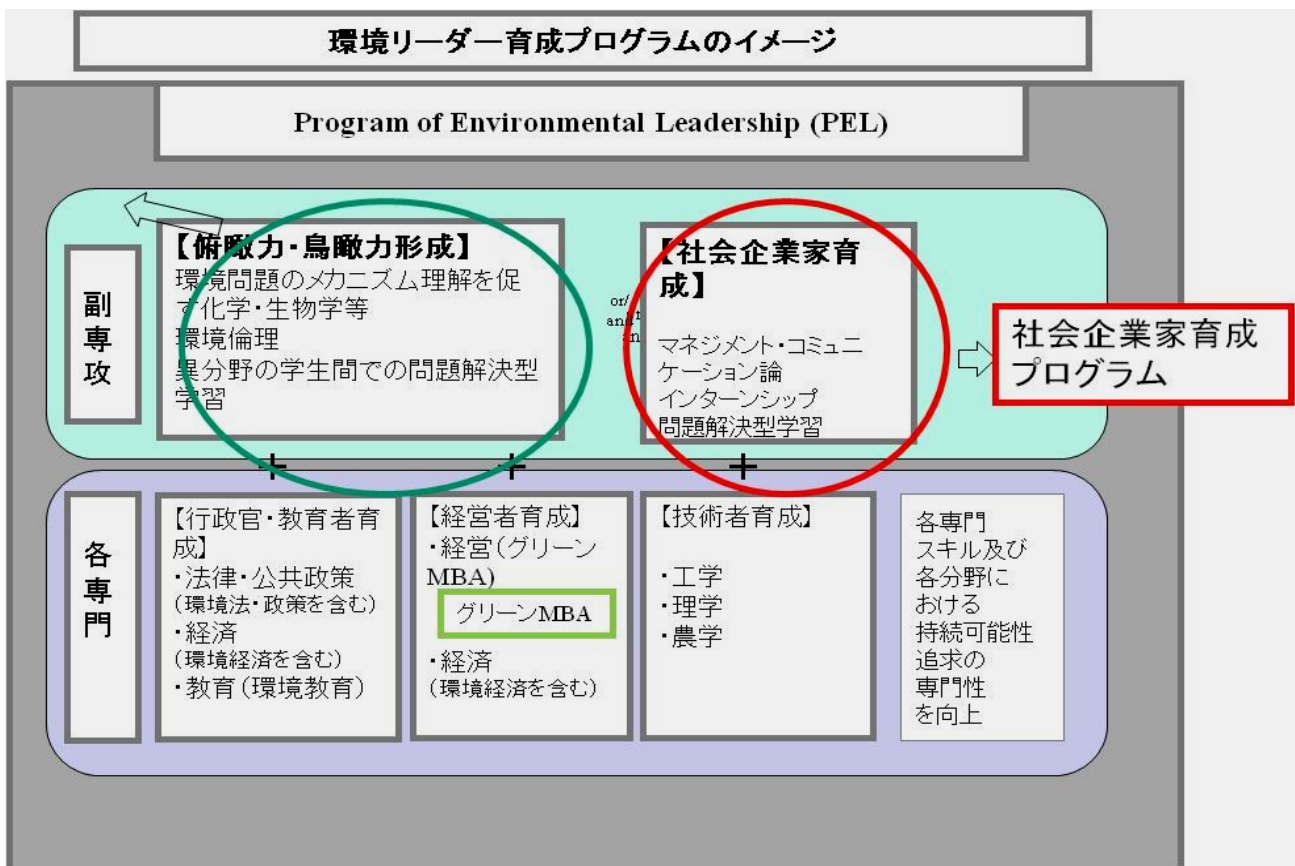 環境リーダー育成プログラムのイメージ
Program of Environmental Leadership (PEL)
副
専
攻
【俯瞰力・鳥瞰力形成】
環境問題のメカニズム理解を促
す化学・生物学等
環境倫理
異分野の学生間での問題解決型
学習
or/
and
in
【社会企業家育
成】
マネジメント・コミュニ
ケーション論
インターンシップ
問題解決型学習
社会企業家育成
プログラム
+
+
+
各
専
門
【行政官・教育者育
成】
・法律・公共政策
(環境法・政策を含む)
・経済
(環境経済を含む)
・教育(環境教育)
【経営者育成】
・経営(グリーン
MBA)
グリーンMBA
・経済
(環境経済を含む)
【技術者育成】
・工学
・理学
・農学
各専門
スキル及び
各分野に
おける
持続可能性
追求の
専門性
を向上